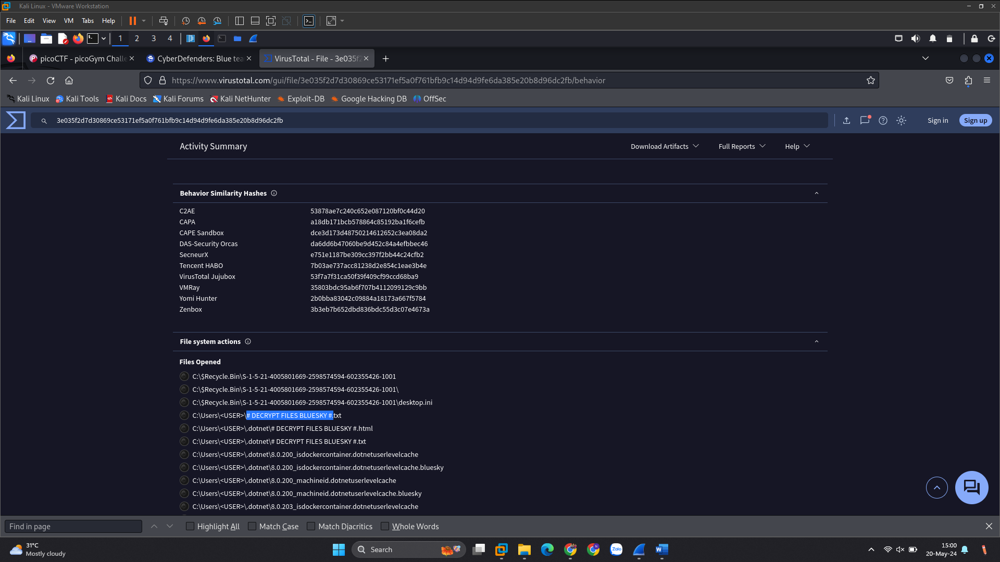 Kali Linux - VMware Workstation
File Edit View VM Tabs Help
1 2 3 4
picoCTF - picoGym Challe
CyberDefenders: Blue tea
VirusTotal - File - 3e035f2
https://www.virustotal.com/gui/file/3e035f2d7d30869ce53171ef5a0f761bfb9c14d94d9fe6da385e20b8d96dc2fb/behavior
Kali Linux Kali Tools Kali Docs Kali Forums Kali NetHunter Exploit-DB Google Hacking DB OffSec
3e035f2d7d30869ce53171ef5a0f761bfb9c14d94d9fe6da385e20b8d96dc2fb
Sign in Sign up
Activity Summary
Download Artifacts Full Reports Help
Behavior Similarity Hashes
C2AE 53878ae7c240c652e087120bf0c44d20
CAPA a18db171bcb578864c85192ba1f6cefb
CAPE Sandbox dce3d173d48750214612652c3ea08da2
DAS-Security Orcas da6dd6b47060be9d452c84a4efbbec46
SecneurX e751e1187be309cc397f2bb44c24cfb2
Tencent HABO 7b03ae737acc81238d2e854c1eae3b4e
VirusTotal Jujubox 53f7a7f31ca50f39f409cf99ccd68ba9
VMRay 35803bdc95ab6f707b4112099129c9bb
Yomi Hunter 2b0bba83042c09884a18173a667f5784
Zenbox 3b3eb7b652dbd836bdc55d3c07e4673a
File system actions
Files Opened
C:\$Recycle.Bin\S-1-5-21-4005801669-2598574594-602355426-1001
C:\$Recycle.Bin\S-1-5-21-4005801669-2598574594-602355426-1001\
C:\$Recycle.Bin\S-1-5-21-4005801669-2598574594-602355426-1001\desktop.ini
C:\Users\<USER>\# DECRYPT FILES BLUESKY #.txt
C:\Users\<USER>\.dotnet\# DECRYPT FILES BLUESKY #.html
C:\Users\<USER>\.dotnet\# DECRYPT FILES BLUESKY #.txt
C:\Users\<USER>\.dotnet\8.0.200_isdockercontainer.dotnetuserlevelcache
C:\Users\<USER>\.dotnet\8.0.200_isdockercontainer.dotnetuserlevelcache.bluesky
C:\Users\<USER>\.dotnet\8.0.200_machineid.dotnetuserlevelcache
C:\Users\<USER>\.dotnet\8.0.200_machineid.dotnetuserlevelcache.bluesky
C:\Users\<USER>\.dotnet\8.0.203_isdockercontainer.dotnetuserlevelcache
Find in page Highlight All Match Case Match Diacritics Whole Words
31°C
Mostly cloudy
Search
Zalo
15:00
20-May-24